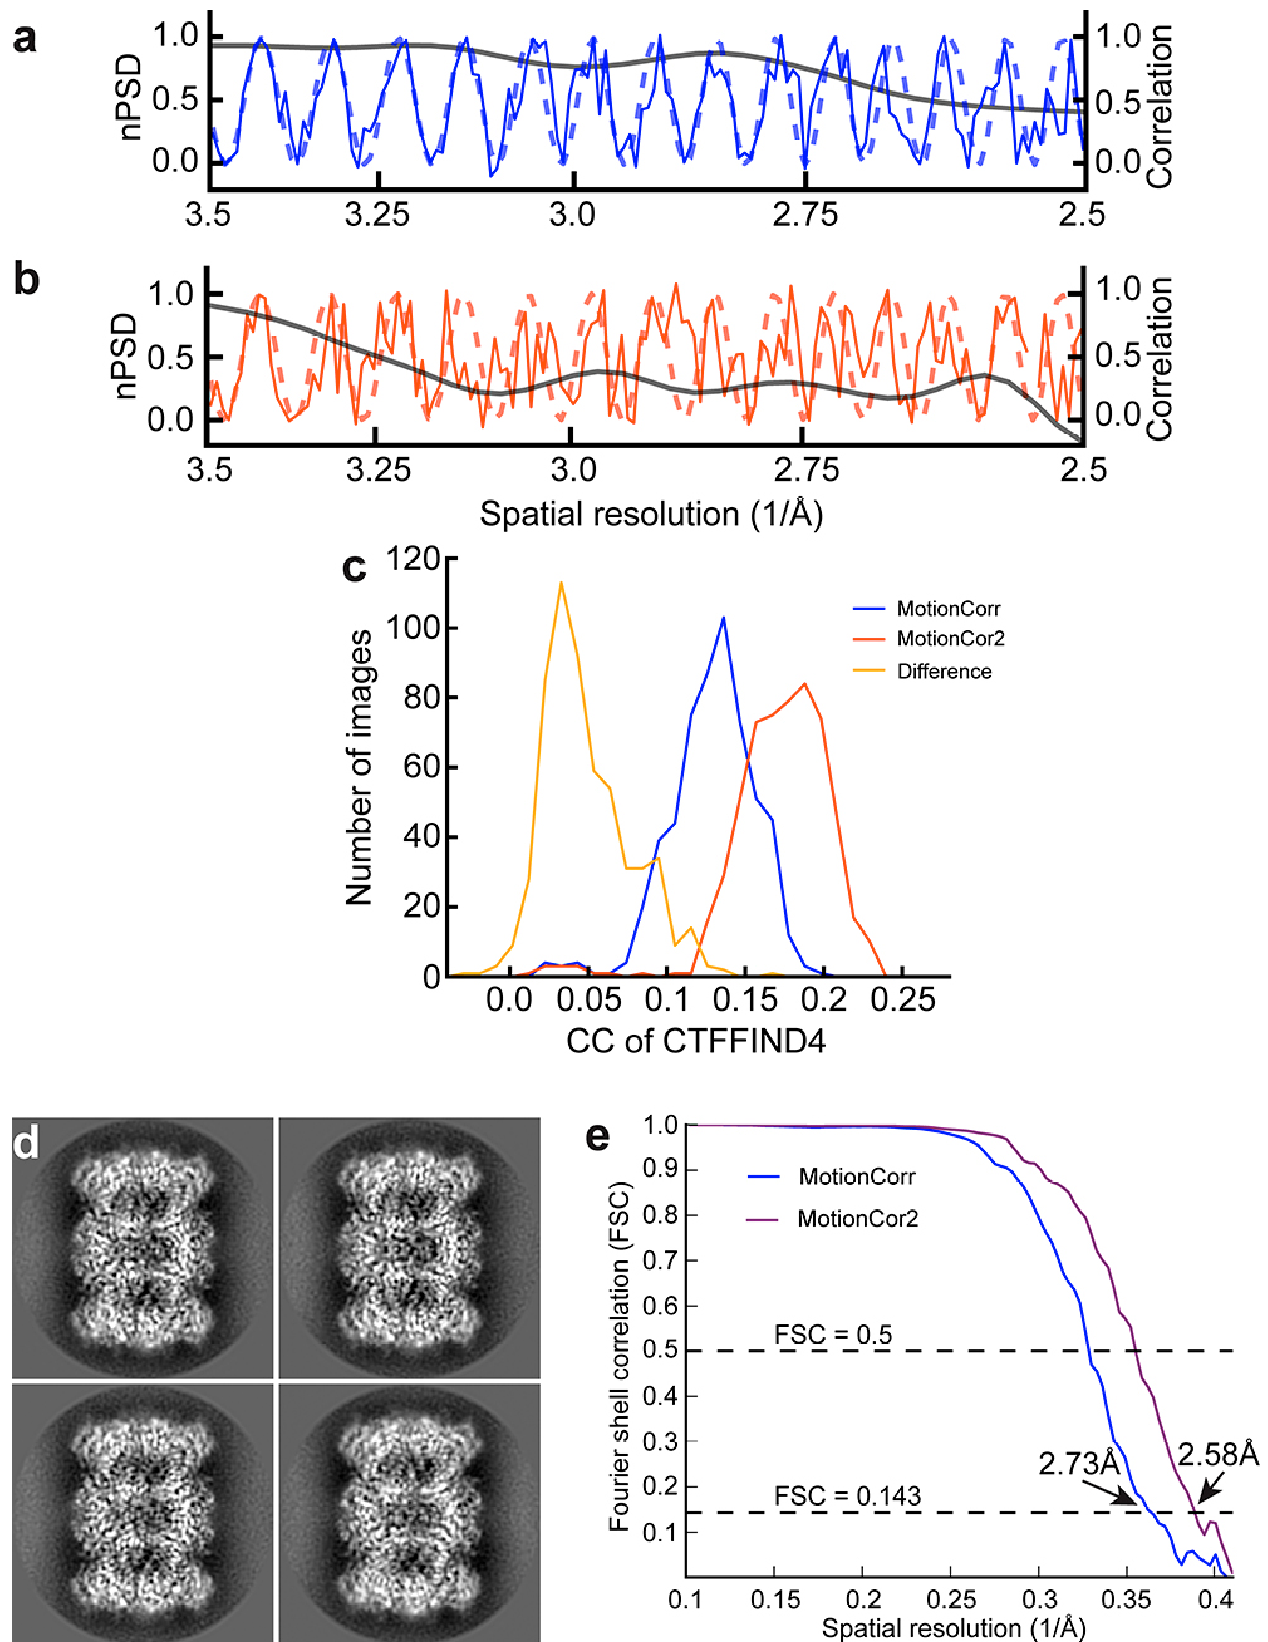 a
1.0
0.5
0.0
nPSD
1.0
0.5
0.0
Correlation
3.5 3.25 3.0 2.75 2.5
b
1.0
0.5
0.0
nPSD
1.0
0.5
0.0
Correlation
3.5 3.25 3.0 2.75 2.5
Spatial resolution (1/Å)
c
120
100
80
60
40
20
0
Number of images
MotionCorr
MotionCor2
Difference
0.0 0.05 0.1 0.15 0.2 0.25
CC of CTFFIND4
d
e
1.0
0.9
0.8
0.7
0.6
0.5
0.4
0.3
0.2
0.1
Fourier shell correlation (FSC)
MotionCorr
MotionCor2
FSC = 0.5
2.73Å
2.58Å
FSC = 0.143
0.1 0.15 0.2 0.25 0.3 0.35 0.4
Spatial resolution (1/Å)